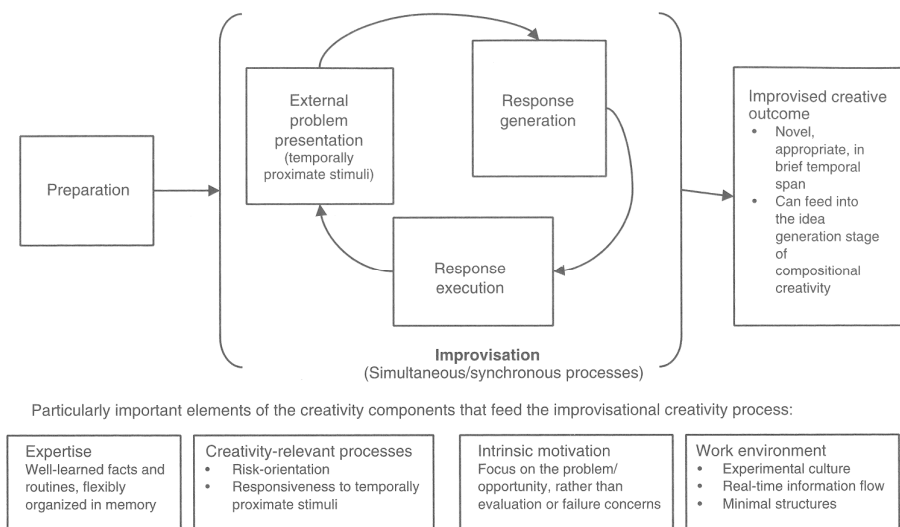 Preparation
External
problem
presentation
(temporally
proximate stimuli)
Response
generation
Response
execution
Improvisation
(Simultaneous/synchronous processes)
Improvised creative
outcome
• Novel,
appropriate, in
brief temporal
span
• Can feed into
the idea
generation stage
of
compositional
creativity
Particularly important elements of the creativity components that feed the improvisational creativity process:
Expertise
Well-learned facts and
routines, flexibly
organized in memory
Creativity-relevant processes
• Risk-orientation
• Responsiveness to temporally
proximate stimuli
Intrinsic motivation
Focus on the problem/
opportunity, rather than
evaluation or failure concerns
Work environment
• Experimental culture
• Real-time information flow
• Minimal structures